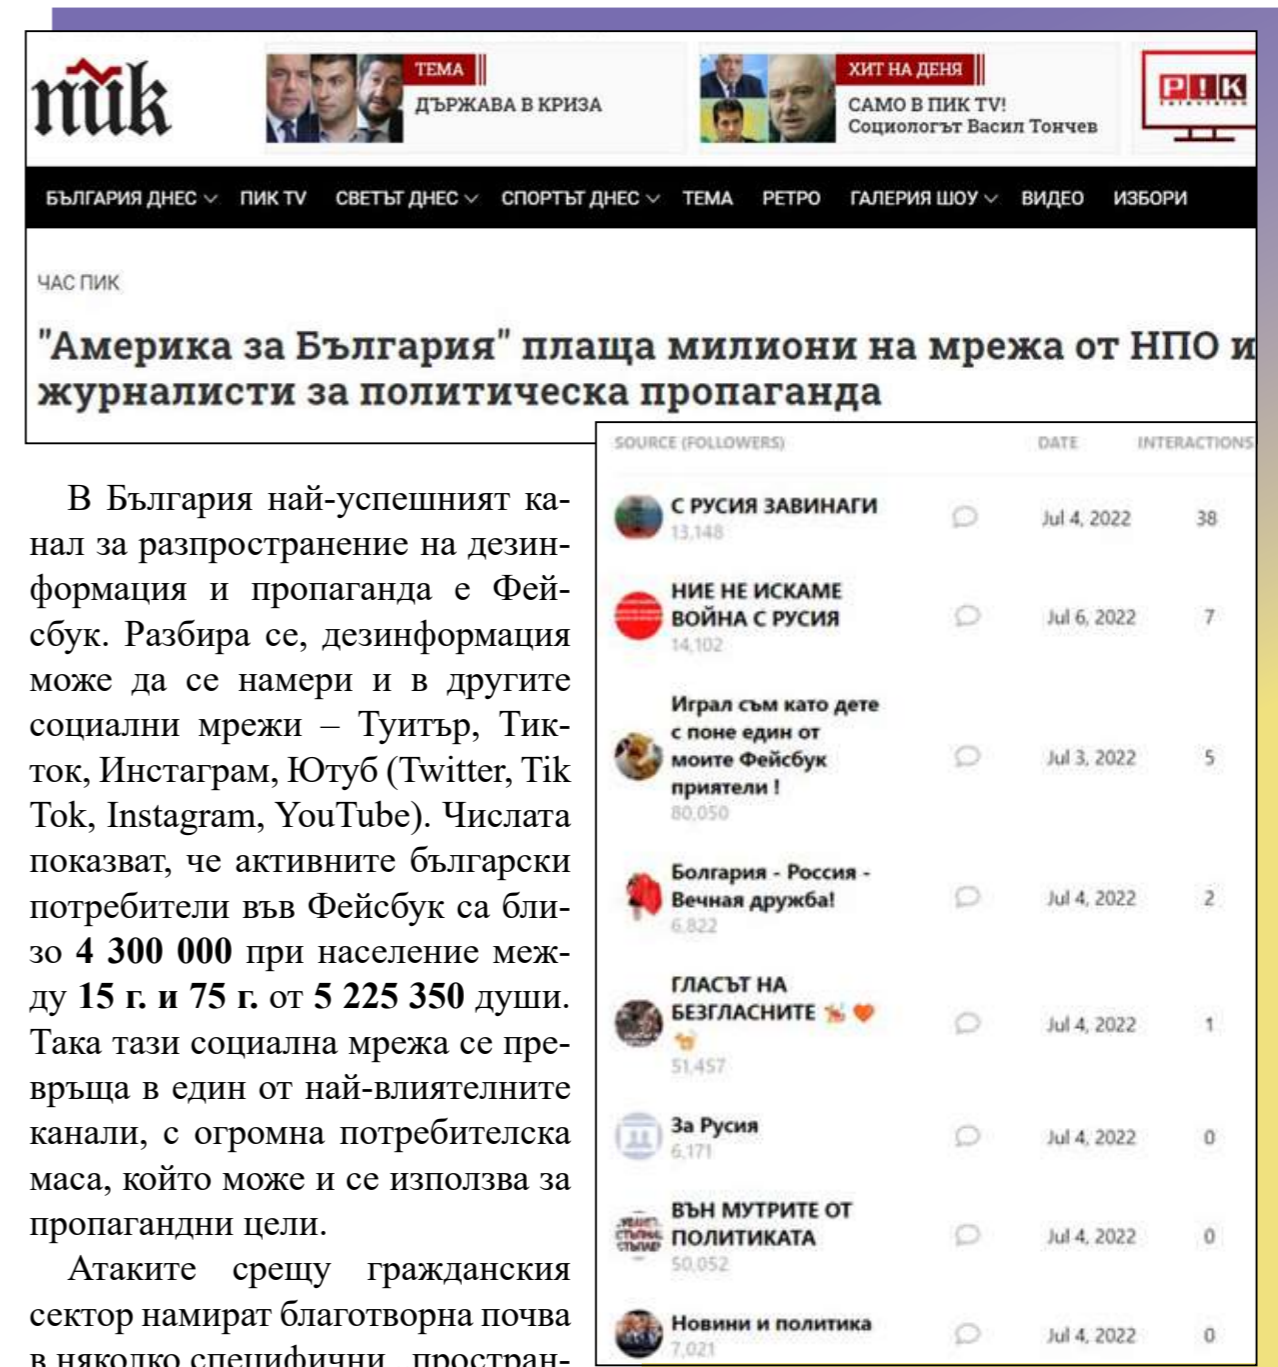 пик
ТЕМА
ДЪРЖАВА В КРИЗА
ХИТ НА ДЕНЯ
САМО В ПИК TV!
Социологът Васил Тончев
P!K
television
БЪЛГАРИЯ ДНЕС ПИК TV СВЕТЪТ ДНЕС СПОРТЪТ ДНЕС ТЕМА РЕТРО ГАЛЕРИЯ ШОУ ВИДЕО ИЗБОРИ
ЧАС ПИК
"Америка за България" плаща милиони на мрежа от НПО и
журналисти за политическа пропаганда
В България най-успешният ка-
нал за разпространение на дезин-
формация и пропаганда е Фей-
сбук. Разбира се, дезинформация
може да се намери и в другите
социални мрежи – Туитър, Тик-
ток, Инстаграм, Ютуб (Twitter, Tik
Tok, Instagram, YouTube). Числата
показват, че активните български
потребители във Фейсбук са бли-
зо 4 300 000 при население меж-
ду 15 г. и 75 г. от 5 225 350 души.
Така тази социална мрежа се пре-
връща в един от най-влиятелните
канали, с огромна потребителска
маса, който може и се използва за
пропагандни цели.
Атаките срещу гражданския
сектор намират благотворна почва
в няколко специфични простран-
SOURCE (FOLLOWERS) DATE INTERACTIONS
С РУСИЯ ЗАВИНАГИ Jul 4, 2022 38
13,148
НИЕ НЕ ИСКАМЕ
ВОЙНА С РУСИЯ Jul 6, 2022 7
14,102
Играл съм като дете
с поне един от
моите Фейсбук Jul 3, 2022 5
приятели !
80,050
Болгария - Россия -
Вечная дружба! Jul 4, 2022 2
6,822
ГЛАСЪТ НА
БЕЗГЛАСНИТЕ Jul 4, 2022 1
51,457
За Русия Jul 4, 2022 0
6,171
ВЪН МУТРИТЕ ОТ
ПОЛИТИКАТА Jul 4, 2022 0
50,052
Новини и политика Jul 4, 2022 0
7,021